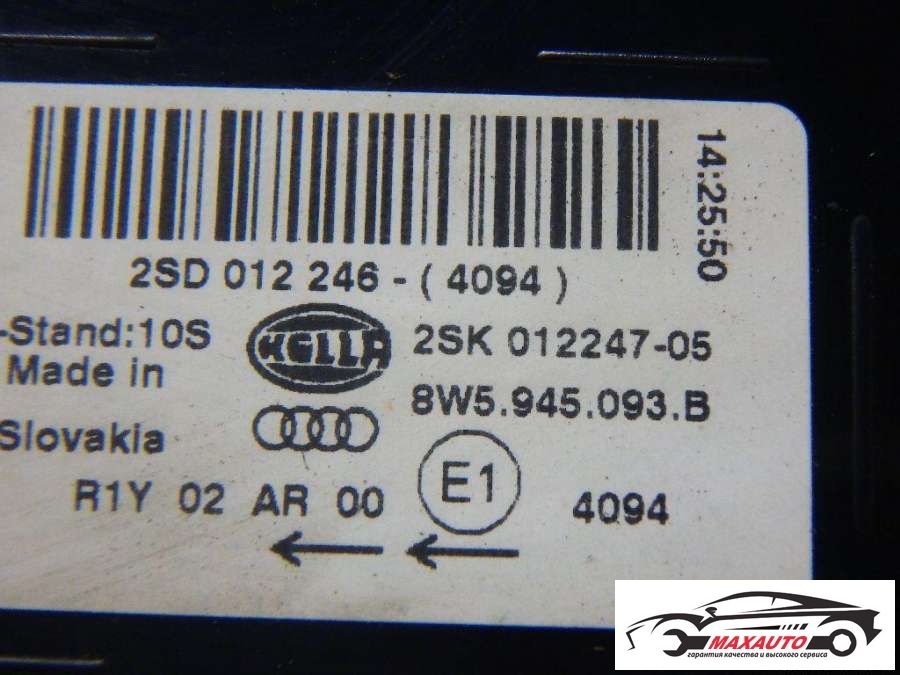 14:25:50
2SD 012 246 - ( 4094 )
-Stand:10S
HELLA
2SK 012247-05
Made in
8W5.945.093.B
Slovakia
R1Y 02 AR 00
E1
4094
MAXAUTO
гарантия качества и высокого сервиса